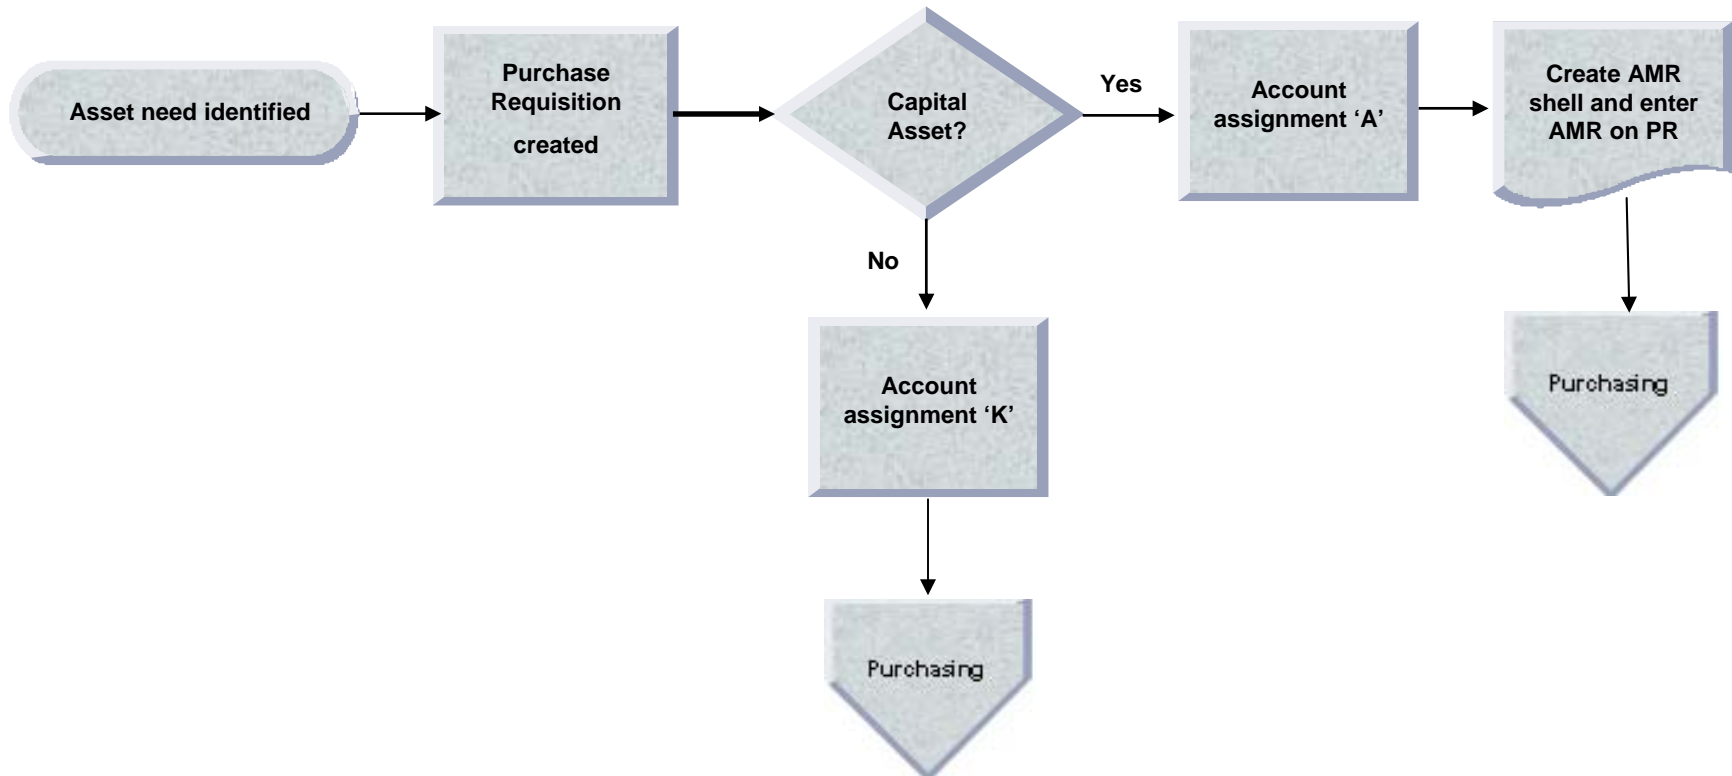 Asset need identified
Purchase
Requisition
created
Capital
Asset?
Yes
Account
assignment ‘A’
Create AMR
shell and enter
AMR on PR
No
Account
assignment ‘K’
Purchasing
Purchasing